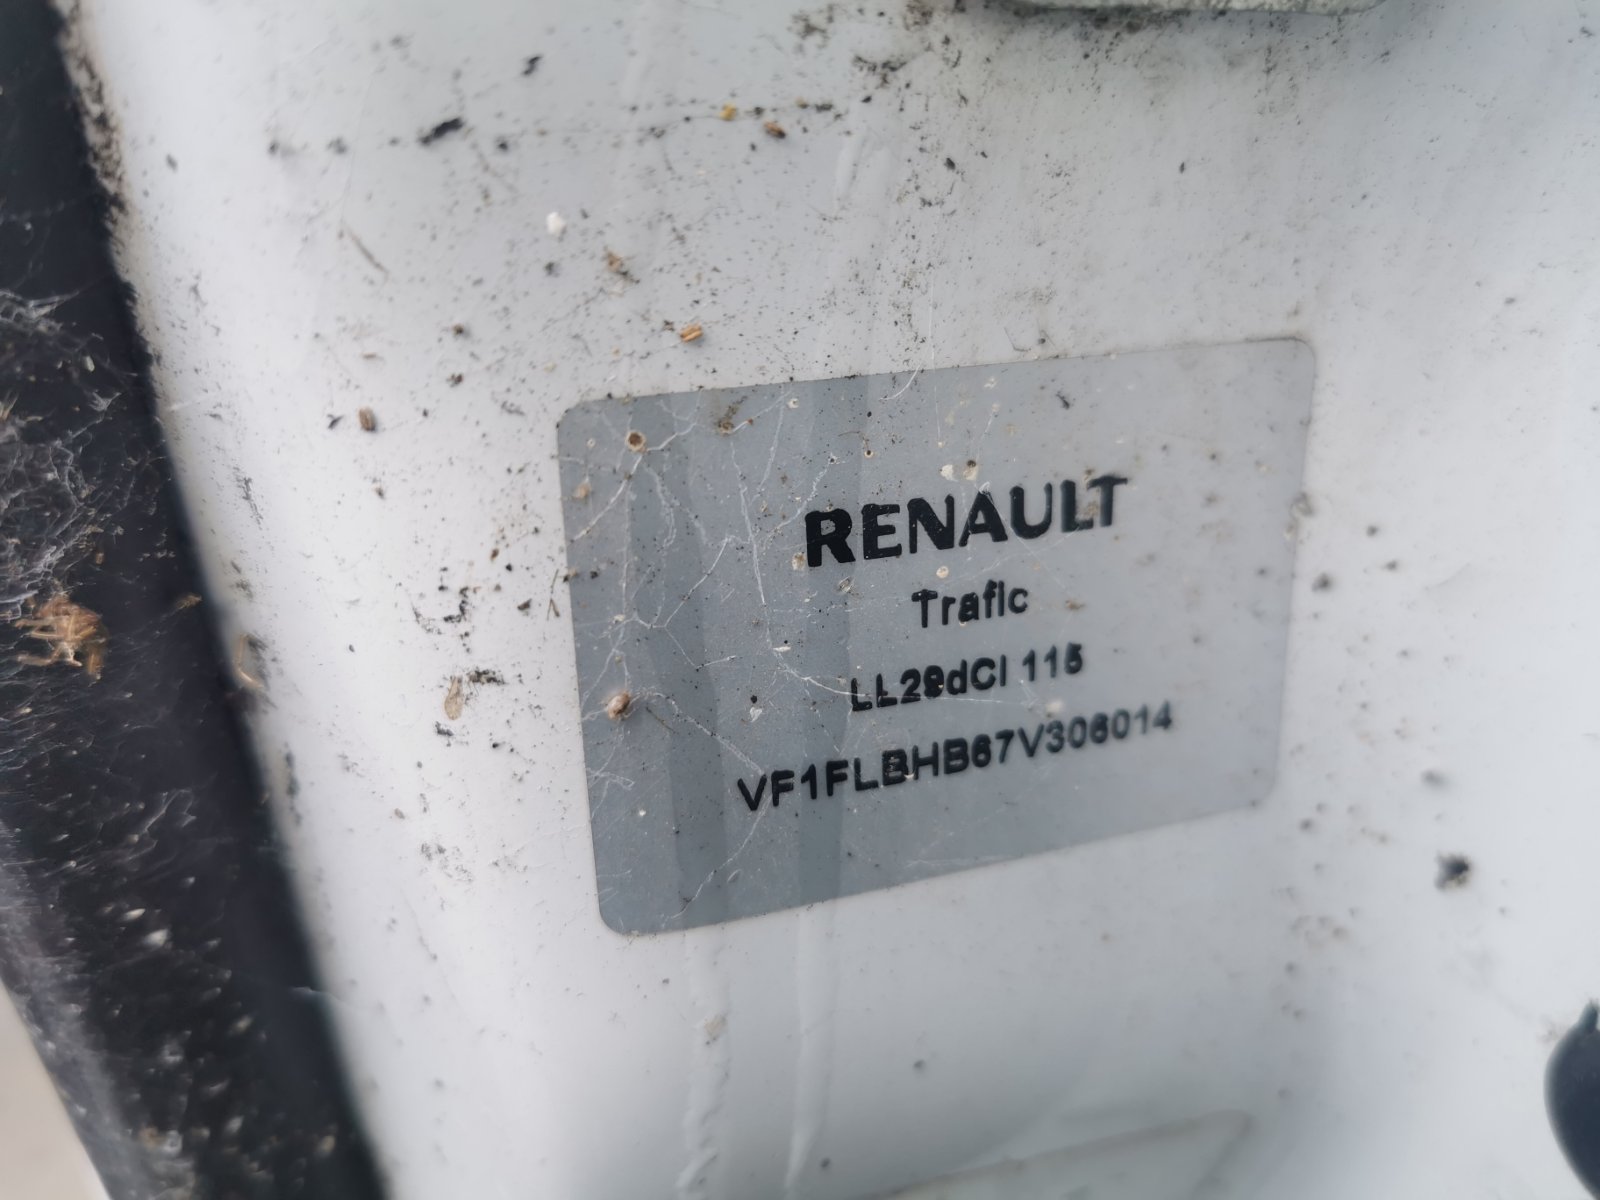 RENAULT
Trafic
LL29dCi 115
VF1FLBHB67V306014